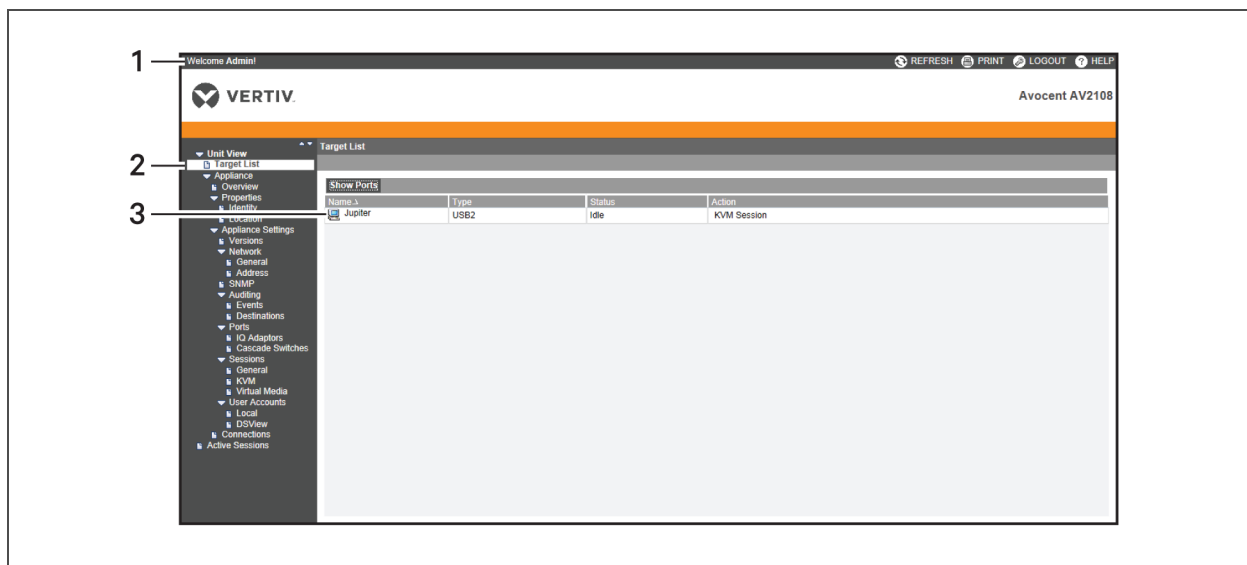 1
Welcome Admin!
REFRESH PRINT LOGOUT HELP
VERTIV.
Avocent AV2108
Unit View
Target List
2
Target List
Appliance
Overview
Properties
Identity
Location
Appliance Settings
Versions
Network
General
Address
SNMP
Auditing
Events
Destinations
Ports
IQ Adaptors
Cascade Switches
Sessions
General
KVM
Virtual Media
User Accounts
Local
DSView
Connections
Active Sessions
Show Ports
Name Type Status Action
3
Jupiter USB2 Idle KVM Session